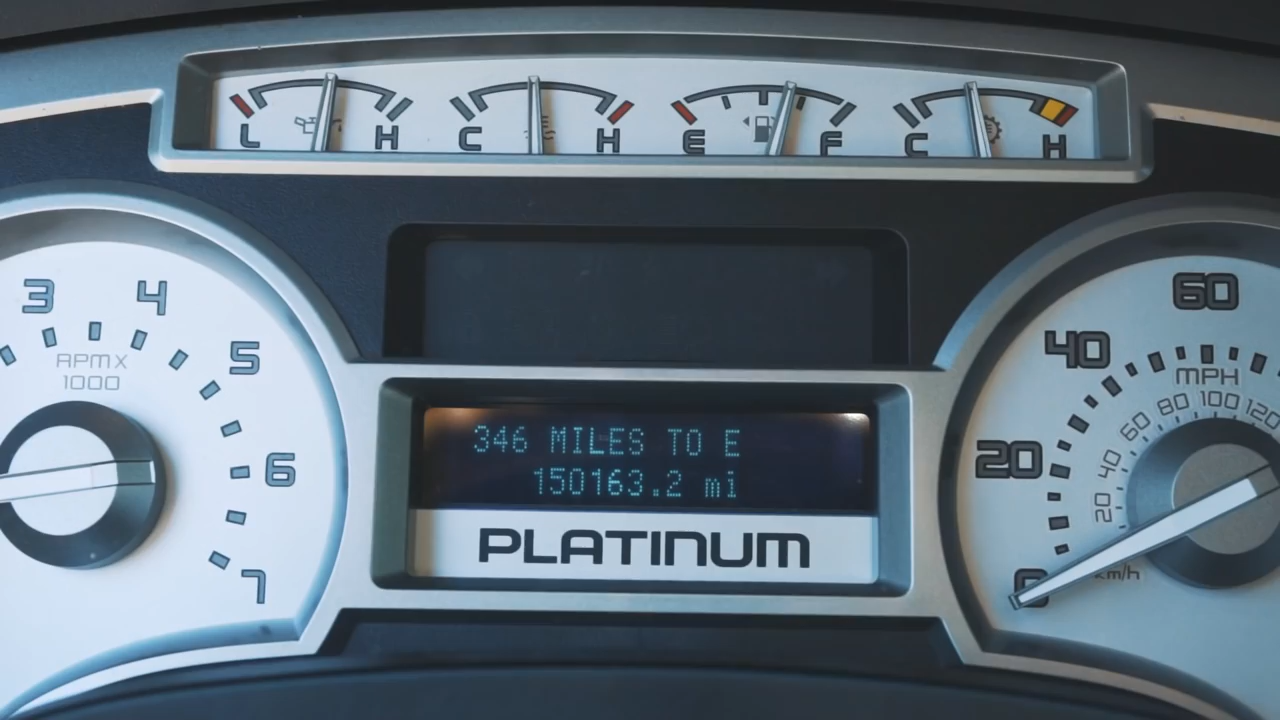 L H C H E F C H
3 4 5 6 7
RPM X
1000
346 MILES TO E
150163.2 mi
PLATINUM
0 20 40 60
MPH
20 40 60 80 100 120
km/h